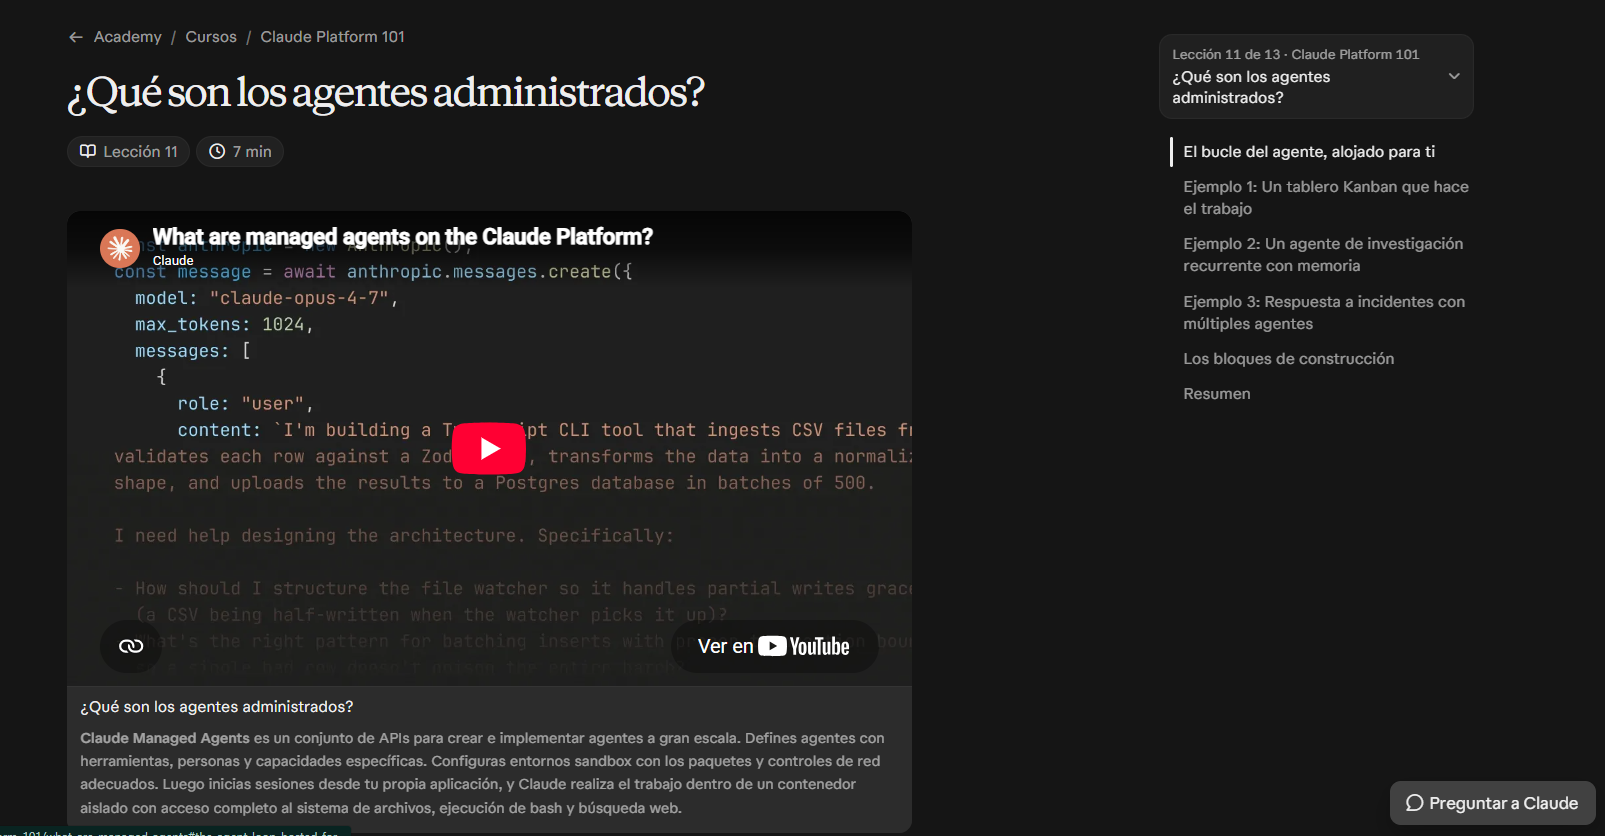 ← Academy / Cursos / Claude Platform 101
¿Qué son los agentes administrados?
Lección 11
7 min
What are managed agents on the Claude Platform?
Claude
const message = await anthropic.messages.create({
model: "claude-opus-4-7",
max_tokens: 1024,
messages: [
{
role: "user",
content: `I'm building a T pt CLI tool that ingests CSV files f
validates each row against a Zod , transforms the data into a normali
shape, and uploads the results to a Postgres database in batches of 500.
I need help designing the architecture. Specifically:
- How should I structure the file watcher so it handles partial writes grac
(a CSV being half-written when the watcher picks it up)?
What's the right pattern for batching inserts with
Ver en YouTube
¿Qué son los agentes administrados?
Claude Managed Agents es un conjunto de APIs para crear e implementar agentes a gran escala. Defines agentes con
herramientas, personas y capacidades específicas. Configuras entornos sandbox con los paquetes y controles de red
adecuados. Luego inicias sesiones desde tu propia aplicación, y Claude realiza el trabajo dentro de un contenedor
aislado con acceso completo al sistema de archivos, ejecución de bash y búsqueda web.
Lección 11 de 13 · Claude Platform 101
¿Qué son los agentes
administrados?
El bucle del agente, alojado para ti
Ejemplo 1: Un tablero Kanban que hace
el trabajo
Ejemplo 2: Un agente de investigación
recurrente con memoria
Ejemplo 3: Respuesta a incidentes con
múltiples agentes
Los bloques de construcción
Resumen
Preguntar a Claude